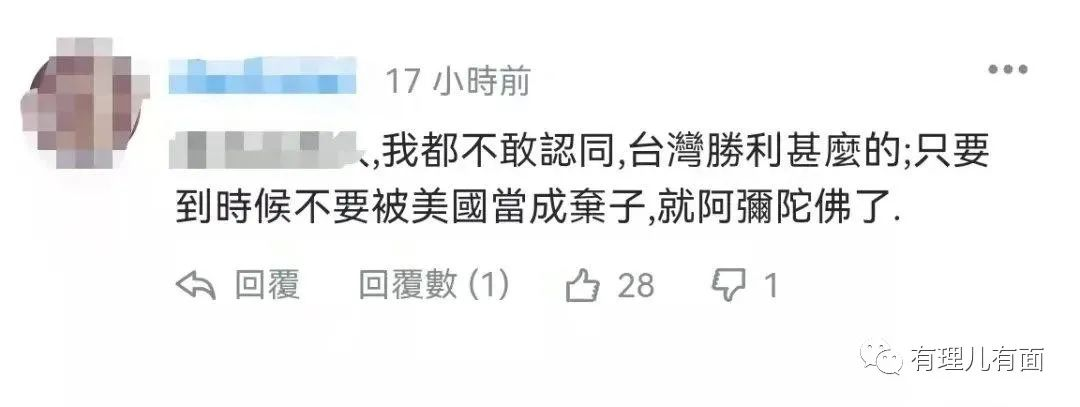 17 小時前
,我都不敢認同,台灣勝利甚麼的;只要
到時候不要被美國當成棄子,就阿彌陀佛了.
回覆 回覆數 (1) 28 1
有理儿有面